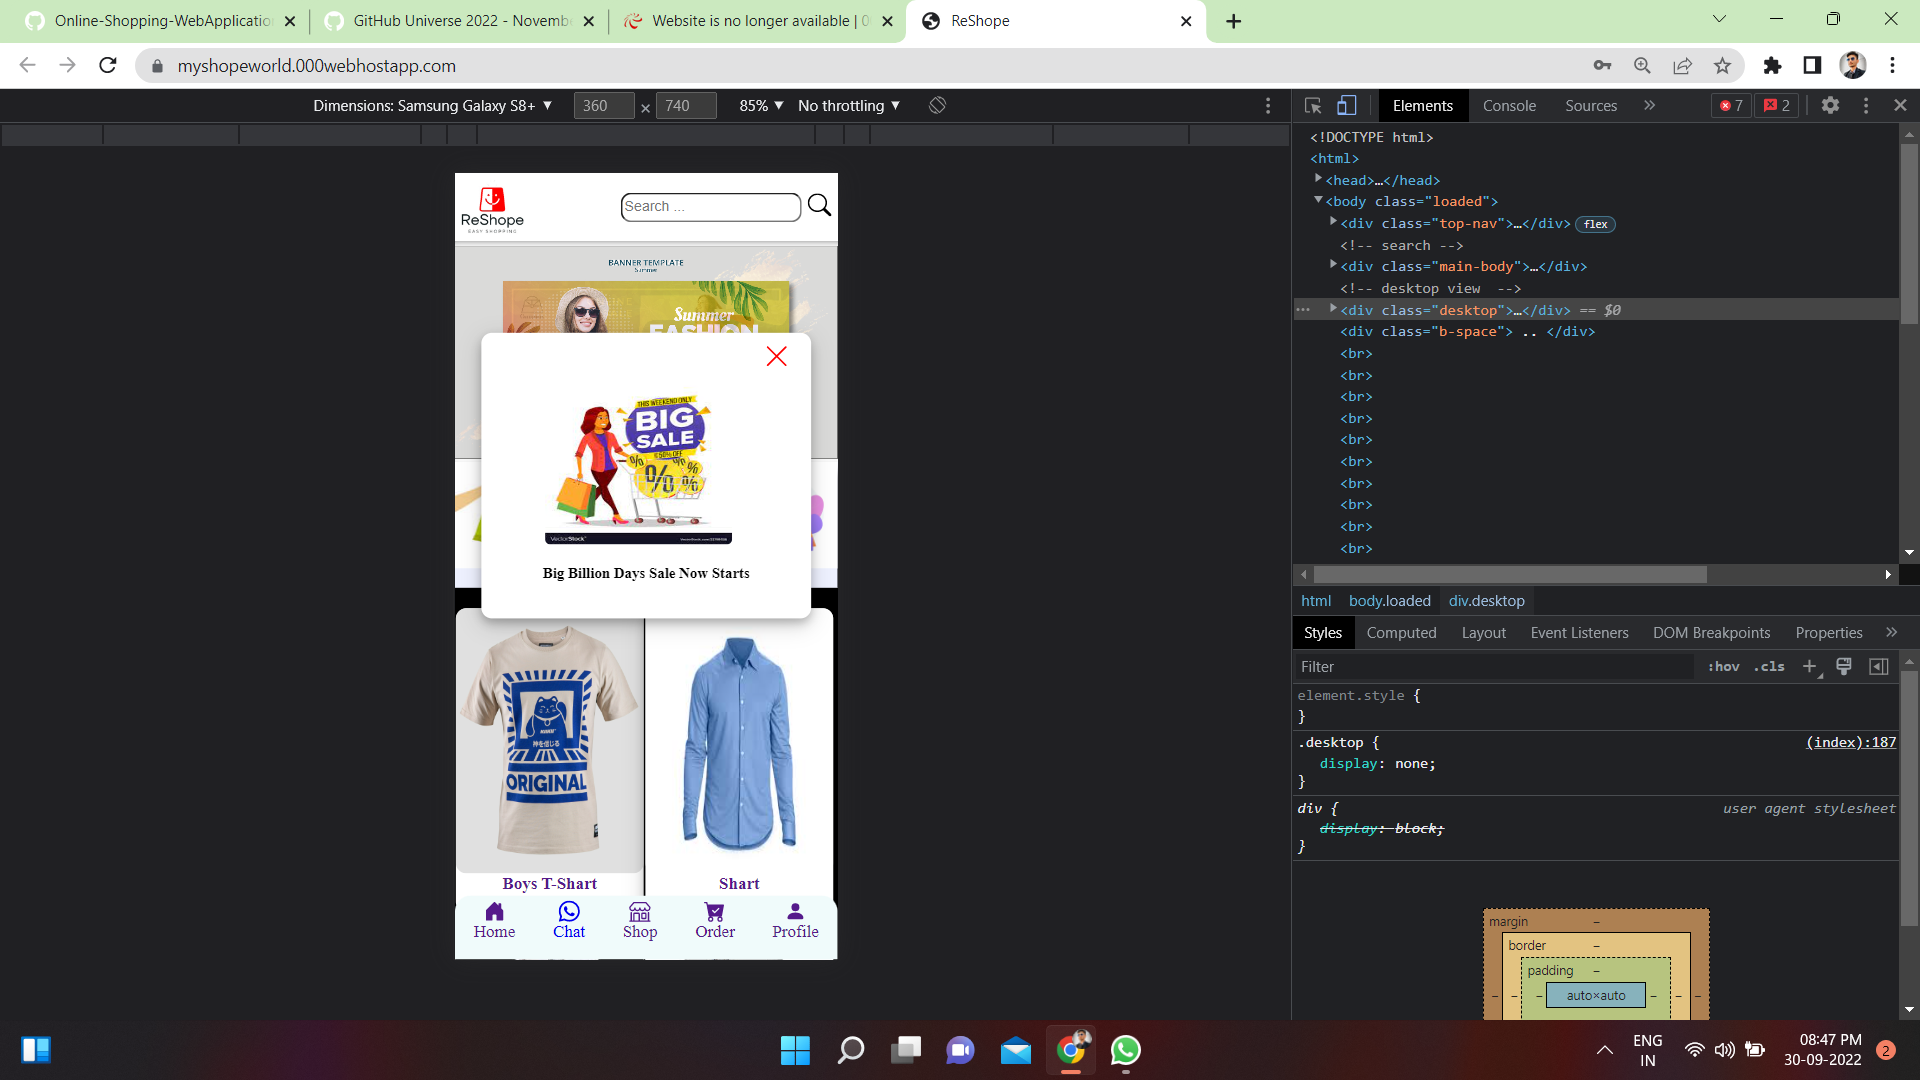 Online-Shopping-WebApplicatio
GitHub Universe 2022 - Novemb
Website is no longer available | 0
ReShope
myshopeworld.000webhostapp.com
Dimensions: Samsung Galaxy S8+ 360 × 740 85% No throttling
Elements Console Sources 7 2
<!DOCTYPE html>
<html>
<head>…</head>
<body class="loaded">
<div class="top-nav">…</div> flex
<!-- search -->
<div class="main-body">…</div>
<!-- desktop view -->
<div class="desktop">…</div> == $0
<div class="b-space"> .. </div>
<br>
<br>
<br>
<br>
<br>
<br>
<br>
<br>
<br>
<br>
html body.loaded div.desktop
Styles Computed Layout Event Listeners DOM Breakpoints Properties
Filter :hov .cls
element.style {
}
.desktop { (index):187
display: none;
}
div { user agent stylesheet
display: block;
}
margin –
border –
padding –
– – – auto×auto – – –
ReShope
EASY SHOPPING
Search ...
BANNER TEMPLATE
Summer
Summer
FASHION
THIS WEEKEND ONLY
BIG
SALE
50% OFF
% % % %
VectorStock
Big Billion Days Sale Now Starts
神を信じる
ORIGINAL
Boys T-Shart
Shart
Home Chat Shop Order Profile
ENG
IN
08:47 PM
30-09-2022
2